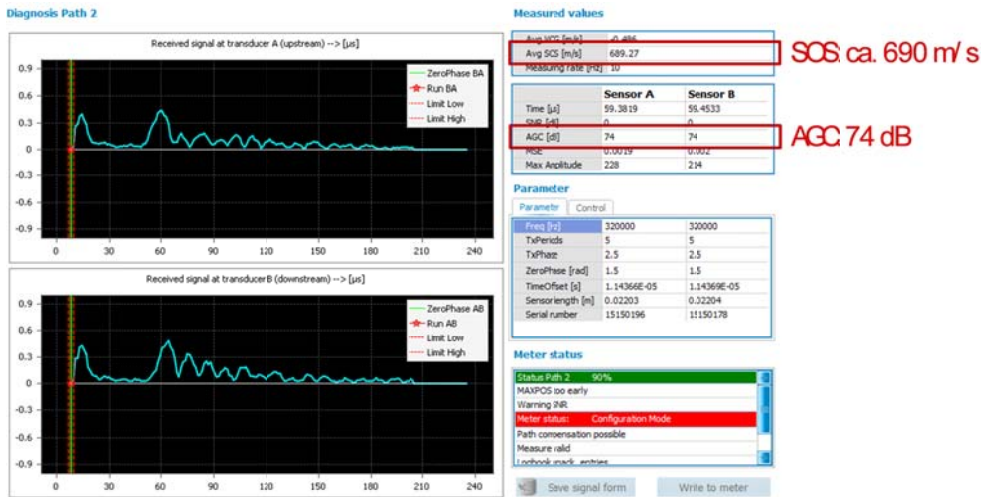 Diagnosis Path 2
Received signal at transducer A (upstream) --> [µs]
0.9
0.6
0.3
0
-0.3
-0.6
-0.9
0 30 60 90 120 150 180 210 240
ZeroPhase BA
Run BA
Limit Low
Limit High
Received signal at transducer B (downstream) --> [µs]
0.9
0.6
0.3
0
-0.3
-0.6
-0.9
0 30 60 90 120 150 180 210 240
ZeroPhase AB
Run AB
Limit Low
Limit High
Measured values
Avg VCG [m/s] -0.486
Avg SCS [m/s] 689.27
Measuring rate [Hz] 10
SOS: ca. 690 m/s
Sensor A Sensor B
Time [µs] 59.3819 59.4533
SNR [dB] 0 0
AGC [dB] 74 74
MSE 0.0019 0.002
Max Amplitude 228 214
AGC: 74 dB
Parameter
Parameter Control
Freq [Hz] 320000 320000
TxPeriods 5 5
TxPhase 2.5 2.5
ZeroPhase [rad] 1.5 1.5
TimeOffset [s] 1.14366E-05 1.14369E-05
Sensorlength [m] 0.02203 0.02204
Serial number 15150196 15150178
Meter status
Status Path 2 90%
MAXPOS too early
Warning SNR
Meter status: Configuration Mode
Path compensation possible
Measure valid
Logbook unack. entries
Save signal form Write to meter